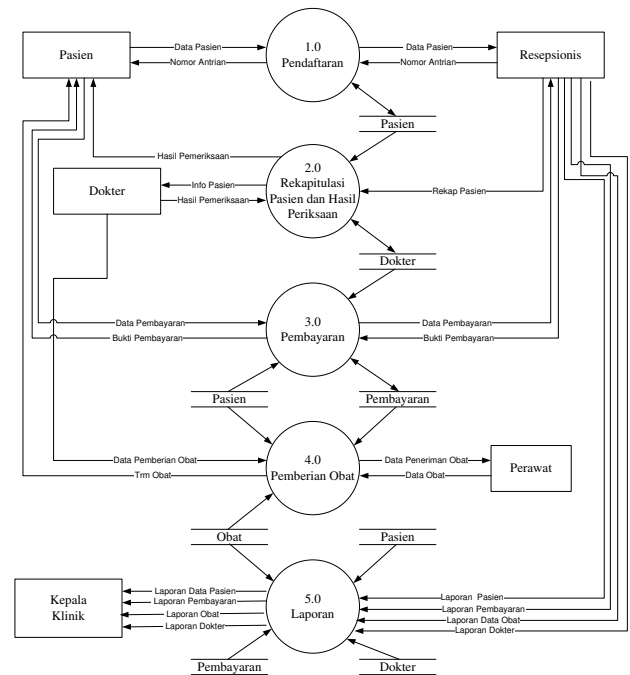 Pasien
Data Pasien
Nomor Antrian
1.0
Pendaftaran
Data Pasien
Nomor Antrian
Resepsionis
Pasien
Hasil Pemeriksaan
Dokter
Info Pasien
Hasil Pemeriksaan
2.0
Rekapitulasi
Pasien dan Hasil
Periksaan
Rekap Pasien
Dokter
Data Pembayaran
Bukti Pembayaran
3.0
Pembayaran
Data Pembayaran
Bukti Pembayaran
Pasien
Pembayaran
Data Pemberian Obat
Trm Obat
4.0
Pemberian Obat
Data Peneriman Obat
Data Obat
Perawat
Obat
Pasien
Kepala
Klinik
Laporan Data Pasien
Laporan Pembayaran
Laporan Obat
Laporan Dokter
5.0
Laporan
Laporan Pasien
Laporan Pembayaran
Laporan Data Obat
Laporan Dokter
Pembayaran
Dokter